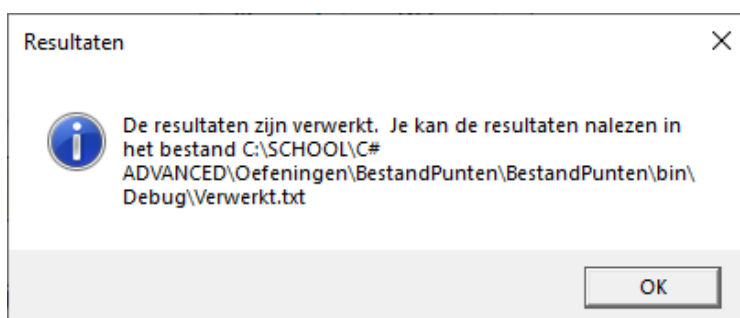 Resultaten
De resultaten zijn verwerkt.  Je kan de resultaten nalezen in
het bestand C:\SCHOOL\C#
ADVANCED\Oefeningen\BestandPunten\BestandPunten\bin\
Debug\Verwerkt.txt
OK